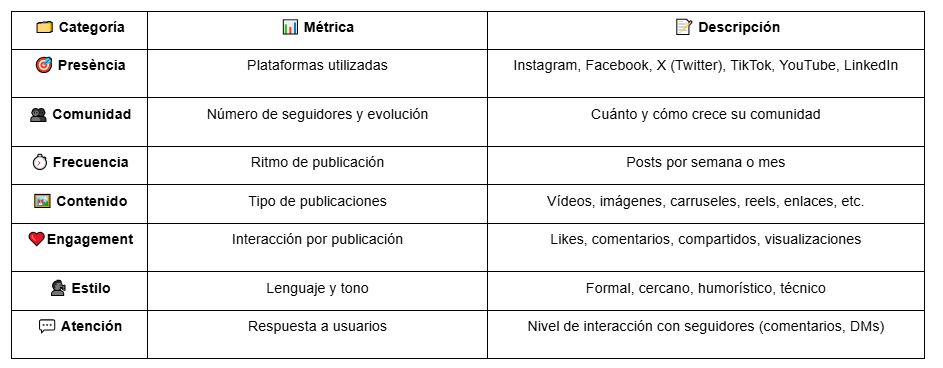 Categoría Métrica Descripción
Presència Plataformas utilizadas Instagram, Facebook, X (Twitter), TikTok, YouTube, LinkedIn
Comunidad Número de seguidores y evolución Cuánto y cómo crece su comunidad
Frecuencia Ritmo de publicación Posts por semana o mes
Contenido Tipo de publicaciones Vídeos, imágenes, carruseles, reels, enlaces, etc.
Engagement Interacción por publicación Likes, comentarios, compartidos, visualizaciones
Estilo Lenguaje y tono Formal, cercano, humorístico, técnico
Atención Respuesta a usuarios Nivel de interacción con seguidores (comentarios, DMs)